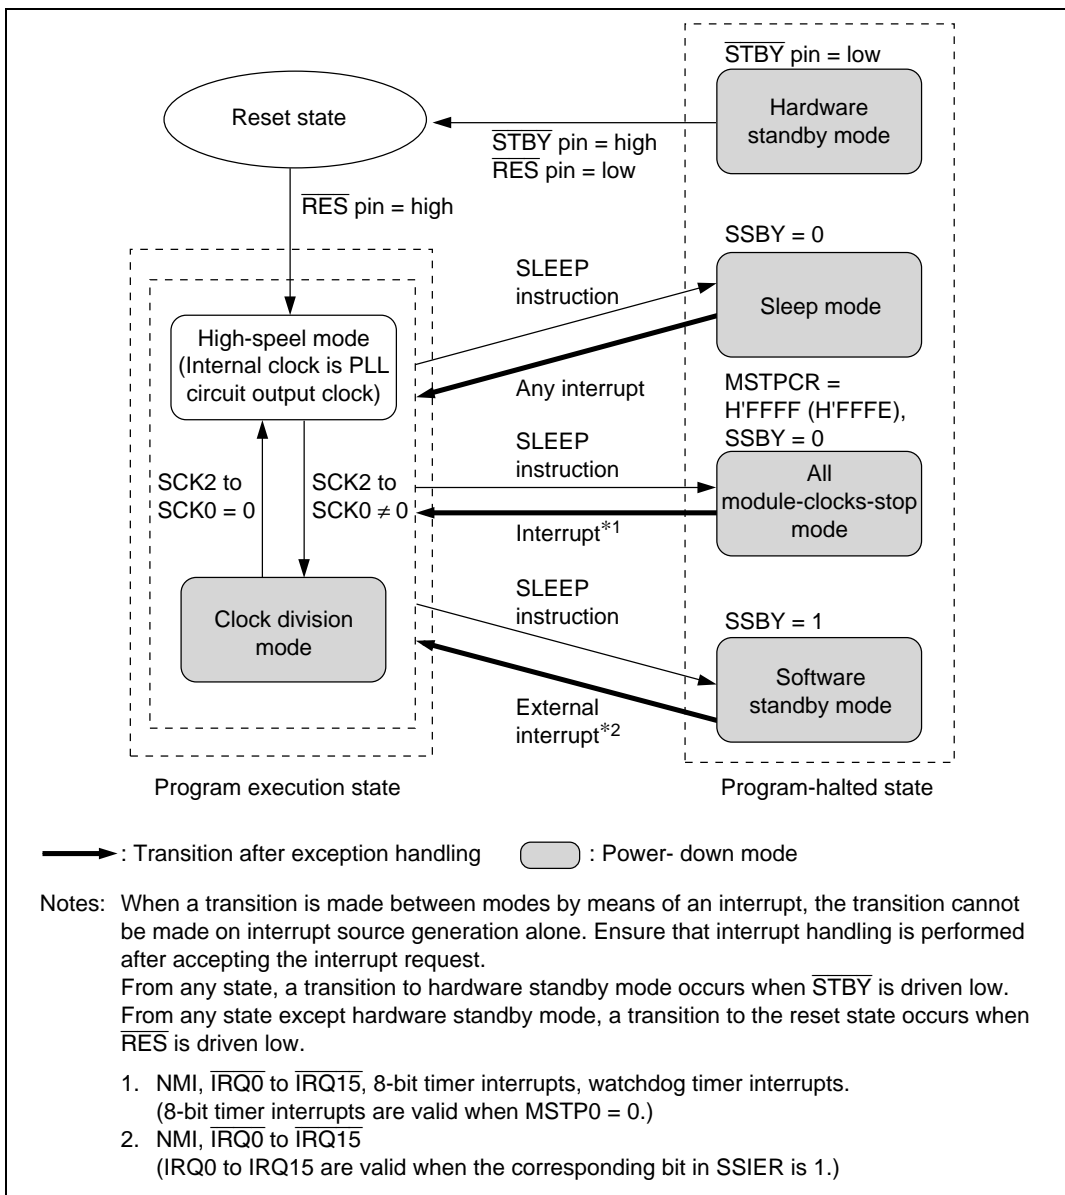 STBY pin = low
Hardware
standby mode
Reset state
STBY pin = high
RES pin = low
RES pin = high
SSBY = 0
SLEEP
instruction
Sleep mode
High-speel mode
(Internal clock is PLL
circuit output clock)
Any interrupt
MSTPCR =
H'FFFF (H'FFFE),
SSBY = 0
SLEEP
instruction
All
module-clocks-stop
mode
SCK2 to
SCK0 = 0
SCK2 to
SCK0 ≠ 0
Interrupt*1
SLEEP
instruction
Clock division
mode
SSBY = 1
Software
standby mode
External
interrupt*2
Program execution state
Program-halted state
: Transition after exception handling
: Power- down mode
Notes: When a transition is made between modes by means of an interrupt, the transition cannot
be made on interrupt source generation alone. Ensure that interrupt handling is performed
after accepting the interrupt request.
From any state, a transition to hardware standby mode occurs when STBY is driven low.
From any state except hardware standby mode, a transition to the reset state occurs when
RES is driven low.
1. NMI, IRQ0 to IRQ15, 8-bit timer interrupts, watchdog timer interrupts.
(8-bit timer interrupts are valid when MSTP0 = 0.)
2. NMI, IRQ0 to IRQ15
(IRQ0 to IRQ15 are valid when the corresponding bit in SSIER is 1.)